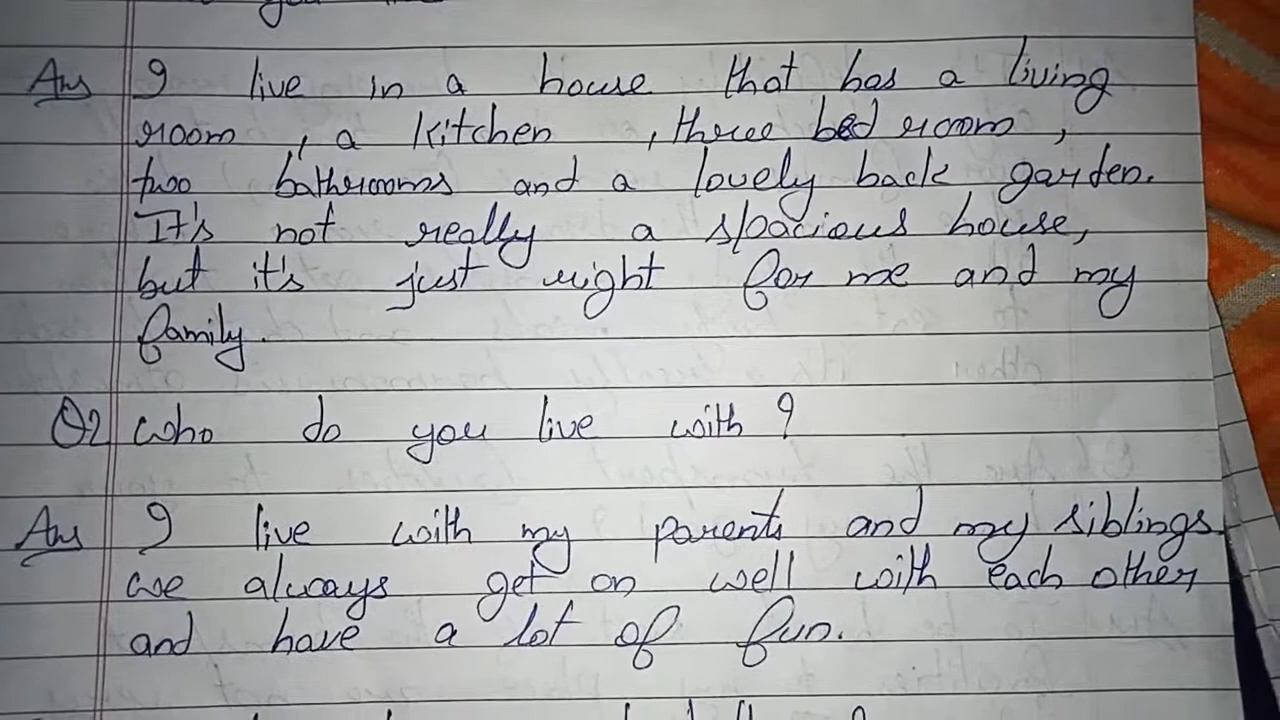 Ans I live in a house that has a living
room, a kitchen, three bed room,
two bathrooms and a lovely back garden.
It's not really a spacious house,
but it's just right for me and my
family.
Q2 who do you live with?
Ans I live with my parents and my siblings
we always get on well with each other,
and have a lot of fun.